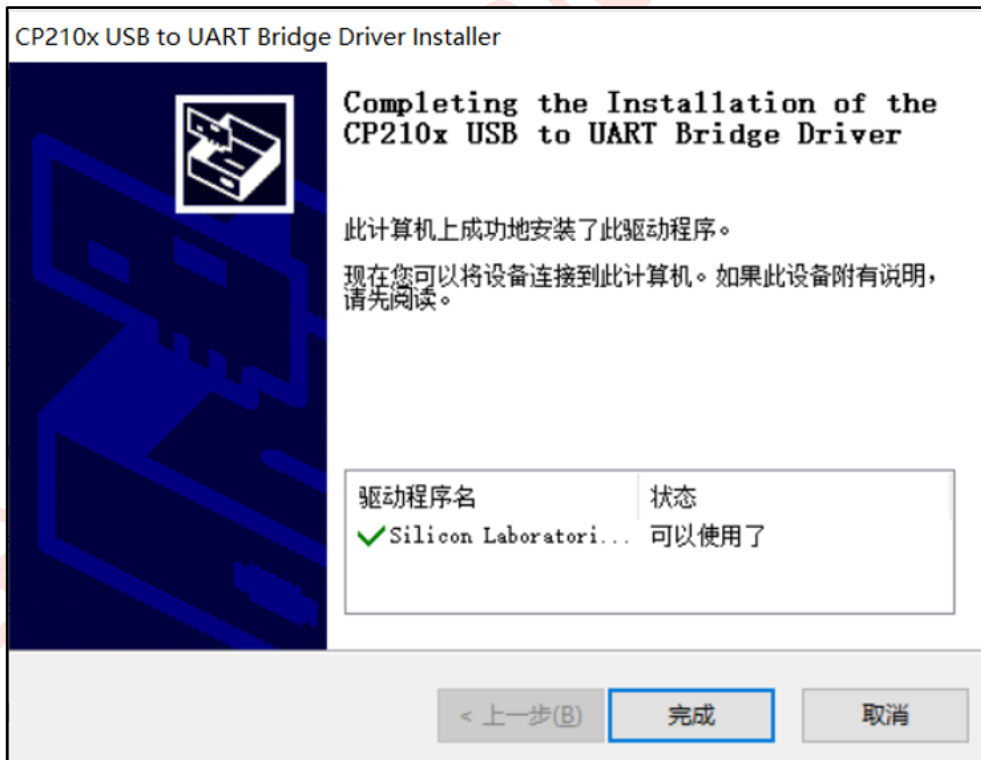 CP210x USB to UART Bridge Driver Installer
Completing the Installation of the
CP210x USB to UART Bridge Driver
此计算机上成功地安装了此驱动程序。
现在您可以将设备连接到此计算机。如果此设备附有说明，
请先阅读。
驱动程序名 状态
Silicon Laboratori... 可以使用了
< 上一步(B) 完成 取消